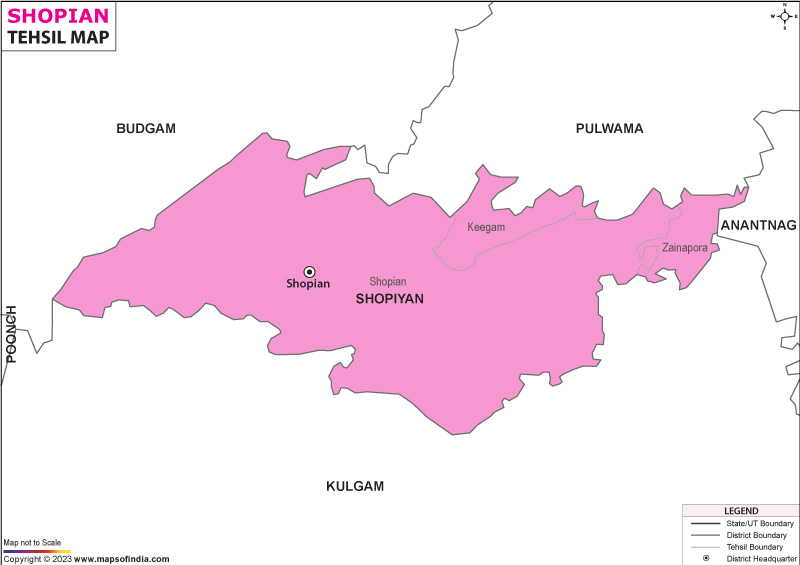 SHOPIAN
TEHSIL MAP
N
W E
S
BUDGAM
PULWAMA
ANANTNAG
Keegam
Zainapora
Shopian
Shopian
SHOPIYAN
POONCH
KULGAM
LEGEND
State/UT Boundary
District Boundary
Tehsil Boundary
District Headquarter
Map not to Scale
Copyright © 2023 www.mapsofindia.com